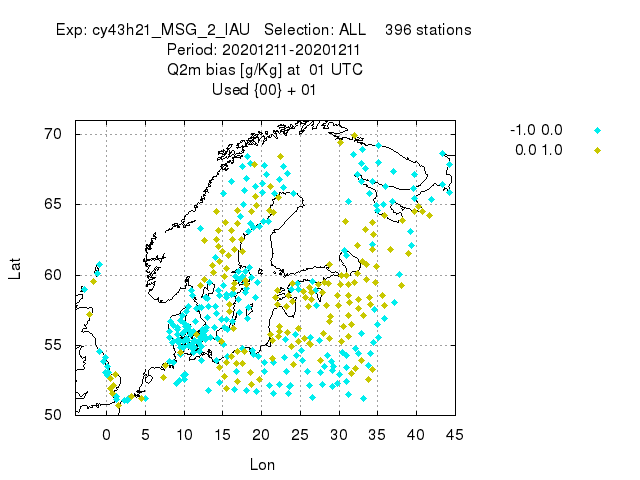 Exp: cy43h21_MSG_2_IAU   Selection: ALL    396 stations
Period: 20201211-20201211
Q2m bias [g/Kg] at  01 UTC
Used {00} + 01
-1.0 0.0
0.0 1.0
70
65
60
55
50
Lat
0 5 10 15 20 25 30 35 40 45
Lon